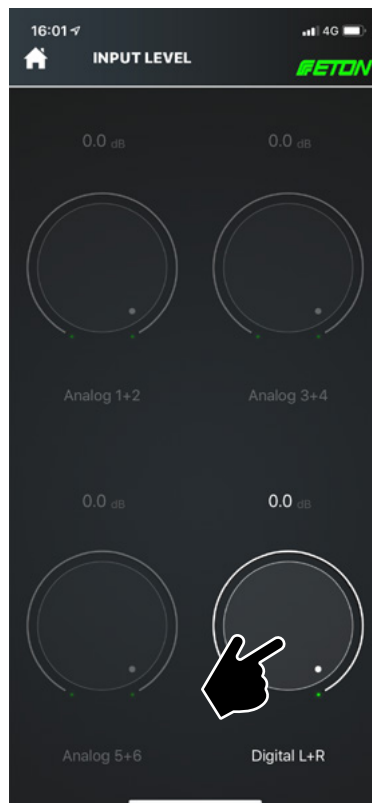 16:01
4G
INPUT LEVEL
ETON
0.0 dB
0.0 dB
Analog 1+2
Analog 3+4
0.0 dB
0.0 dB
Analog 5+6
Digital L+R